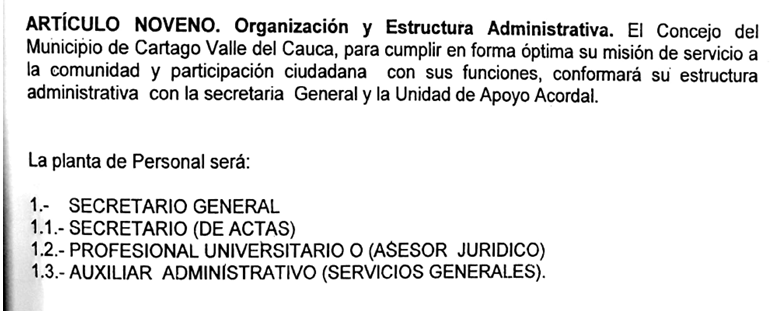 ARTÍCULO NOVENO. Organización y Estructura Administrativa. El Concejo del
Municipio de Cartago Valle del Cauca, para cumplir en forma óptima su misión de servicio a
la comunidad y participación ciudadana con sus funciones, conformará su estructura
administrativa con la secretaria General y la Unidad de Apoyo Acordal.
La planta de Personal será:
1.- SECRETARIO GENERAL
1.1.- SECRETARIO (DE ACTAS)
1.2.- PROFESIONAL UNIVERSITARIO O (ASESOR JURIDICO)
1.3.- AUXILIAR ADMINISTRATIVO (SERVICIOS GENERALES).